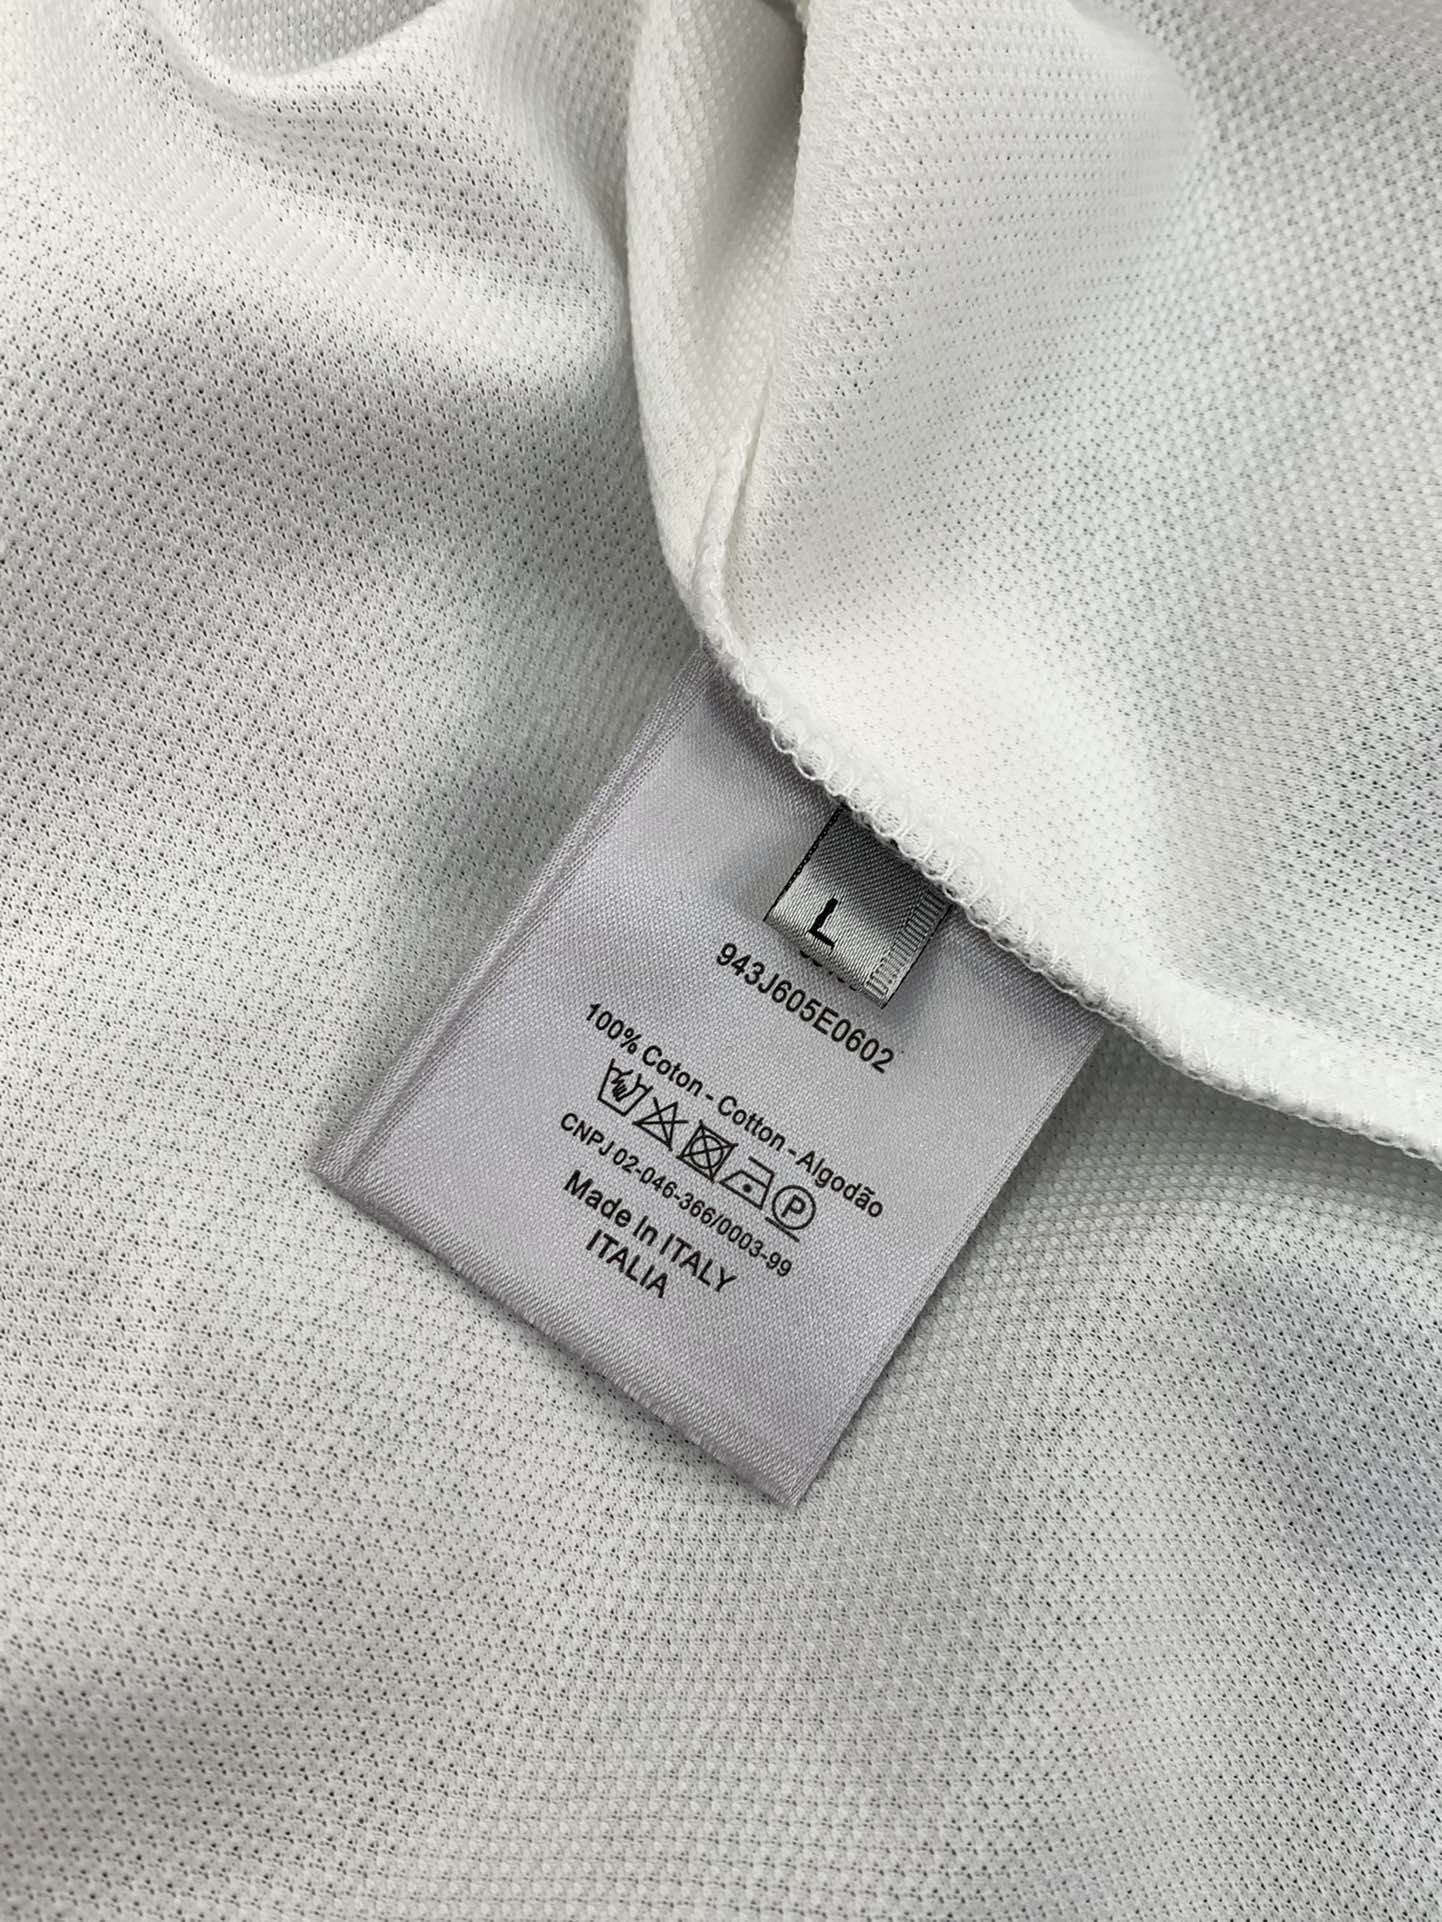 L
943J605E0602
100% Coton - Cotton - Algodão
P
CNPJ 02-046-366/0003-99
Made In ITALY
ITALIA